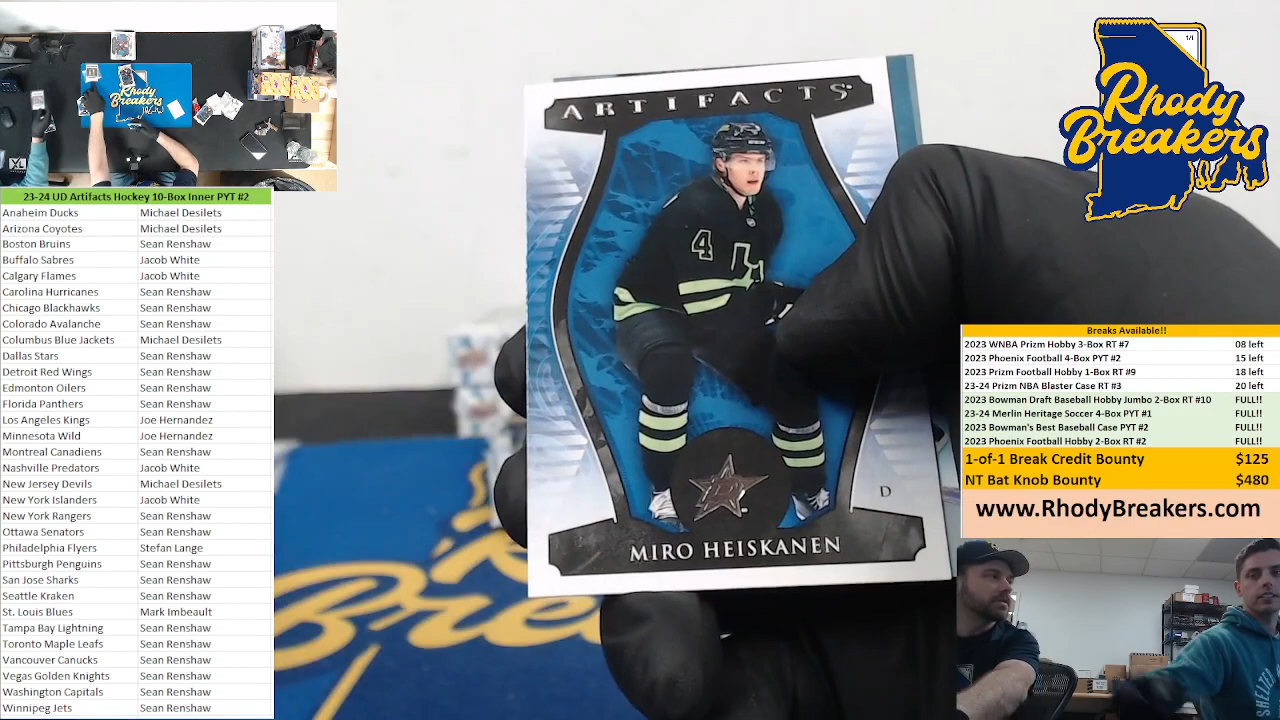 Rhody
Breakers
23-24 UD Artifacts Hockey 10-Box Inner PYT #2
Anaheim Ducks Michael Desilets
Arizona Coyotes Michael Desilets
Boston Bruins Sean Renshaw
Buffalo Sabres Jacob White
Calgary Flames Jacob White
Carolina Hurricanes Sean Renshaw
Chicago Blackhawks Sean Renshaw
Colorado Avalanche Sean Renshaw
Columbus Blue Jackets Michael Desilets
Dallas Stars Sean Renshaw
Detroit Red Wings Sean Renshaw
Edmonton Oilers Sean Renshaw
Florida Panthers Sean Renshaw
Los Angeles Kings Joe Hernandez
Minnesota Wild Joe Hernandez
Montreal Canadiens Sean Renshaw
Nashville Predators Jacob White
New Jersey Devils Michael Desilets
New York Islanders Jacob White
New York Rangers Sean Renshaw
Ottawa Senators Sean Renshaw
Philadelphia Flyers Stefan Lange
Pittsburgh Penguins Sean Renshaw
San Jose Sharks Sean Renshaw
Seattle Kraken Sean Renshaw
St. Louis Blues Mark Imbeault
Tampa Bay Lightning Sean Renshaw
Toronto Maple Leafs Sean Renshaw
Vancouver Canucks Sean Renshaw
Vegas Golden Knights Sean Renshaw
Washington Capitals Sean Renshaw
Winnipeg Jets Sean Renshaw
ARTIFACTS
4
D
MIRO HEISKANEN
1/1
Rhody
Breakers
Breaks Available!!
2023 WNBA Prizm Hobby 3-Box RT #7 08 left
2023 Phoenix Football 4-Box PYT #2 15 left
2023 Prizm Football Hobby 1-Box RT #9 18 left
23-24 Prizm NBA Blaster Case RT #3 20 left
2023 Bowman Draft Baseball Hobby Jumbo 2-Box RT #10 FULL!!
23-24 Merlin Heritage Soccer 4-Box PYT #1 FULL!!
2023 Bowman's Best Baseball Case PYT #2 FULL!!
2023 Phoenix Football Hobby 2-Box RT #2 FULL!!
1-of-1 Break Credit Bounty $125
NT Bat Knob Bounty $480
www.RhodyBreakers.com